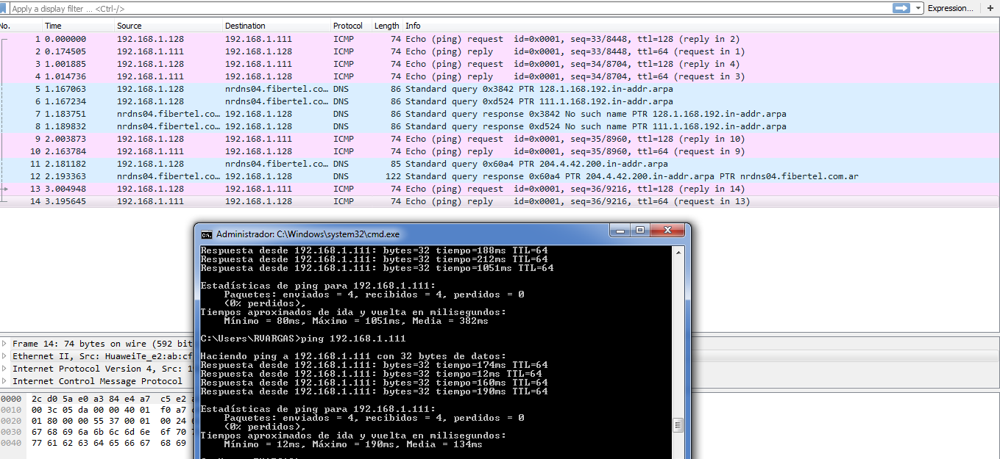 Apply a display filter ... <Ctrl-/>
Expression...
+
No. Time Source Destination Protocol Length Info
1 0.000000 192.168.1.128 192.168.1.111 ICMP 74 Echo (ping) request id=0x0001, seq=33/8448, ttl=128 (reply in 2)
2 0.174505 192.168.1.111 192.168.1.128 ICMP 74 Echo (ping) reply id=0x0001, seq=33/8448, ttl=64 (request in 1)
3 1.001885 192.168.1.128 192.168.1.111 ICMP 74 Echo (ping) request id=0x0001, seq=34/8704, ttl=128 (reply in 4)
4 1.014736 192.168.1.111 192.168.1.128 ICMP 74 Echo (ping) reply id=0x0001, seq=34/8704, ttl=64 (request in 3)
5 1.167063 192.168.1.128 nrdns04.fibertel.co... DNS 86 Standard query 0x3842 PTR 128.1.168.192.in-addr.arpa
6 1.167234 192.168.1.128 nrdns04.fibertel.co... DNS 86 Standard query 0xd524 PTR 111.1.168.192.in-addr.arpa
7 1.183751 nrdns04.fibertel.co... 192.168.1.128 DNS 86 Standard query response 0x3842 No such name PTR 128.1.168.192.in-addr.arpa
8 1.189832 nrdns04.fibertel.co... 192.168.1.128 DNS 86 Standard query response 0xd524 No such name PTR 111.1.168.192.in-addr.arpa
9 2.003873 192.168.1.128 192.168.1.111 ICMP 74 Echo (ping) request id=0x0001, seq=35/8960, ttl=128 (reply in 10)
10 2.163784 192.168.1.111 192.168.1.128 ICMP 74 Echo (ping) reply id=0x0001, seq=35/8960, ttl=64 (request in 9)
11 2.181182 192.168.1.128 nrdns04.fibertel.co... DNS 85 Standard query 0x60a4 PTR 204.4.42.200.in-addr.arpa
12 2.193363 nrdns04.fibertel.co... 192.168.1.128 DNS 122 Standard query response 0x60a4 PTR 204.4.42.200.in-addr.arpa PTR nrdns04.fibertel.com.ar
13 3.004948 192.168.1.128 192.168.1.111 ICMP 74 Echo (ping) request id=0x0001, seq=36/9216, ttl=128 (reply in 14)
14 3.195645 192.168.1.111 192.168.1.128 ICMP 74 Echo (ping) reply id=0x0001, seq=36/9216, ttl=64 (request in 13)
Administrador: C:\Windows\system32\cmd.exe
Respuesta desde 192.168.1.111: bytes=32 tiempo=188ms TTL=64
Respuesta desde 192.168.1.111: bytes=32 tiempo=212ms TTL=64
Respuesta desde 192.168.1.111: bytes=32 tiempo=1051ms TTL=64
Estadísticas de ping para 192.168.1.111:
Paquetes: enviados = 4, recibidos = 4, perdidos = 0
(0% perdidos),
Tiempos aproximados de ida y vuelta en milisegundos:
Mínimo = 80ms, Máximo = 1051ms, Media = 382ms
C:\Users\RVARGAS>ping 192.168.1.111
Haciendo ping a 192.168.1.111 con 32 bytes de datos:
Respuesta desde 192.168.1.111: bytes=32 tiempo=174ms TTL=64
Respuesta desde 192.168.1.111: bytes=32 tiempo=12ms TTL=64
Respuesta desde 192.168.1.111: bytes=32 tiempo=160ms TTL=64
Respuesta desde 192.168.1.111: bytes=32 tiempo=190ms TTL=64
Estadísticas de ping para 192.168.1.111:
Paquetes: enviados = 4, recibidos = 4, perdidos = 0
(0% perdidos),
Tiempos aproximados de ida y vuelta en milisegundos:
Mínimo = 12ms, Máximo = 190ms, Media = 134ms
Frame 14: 74 bytes on wire (592 bit
Ethernet II, Src: HuaweiTe_e2:ab:cf
Internet Protocol Version 4, Src: 1
Internet Control Message Protocol
0000 2c d0 5a e0 a3 84 e4 a7 c5 e2
0010 00 3c 05 da 00 00 40 01 f0 a7
0020 01 80 00 00 55 37 00 01 00 24
0030 67 68 69 6a 6b 6c 6d 6e 6f 70
0040 77 61 62 63 64 65 66 67 68 69